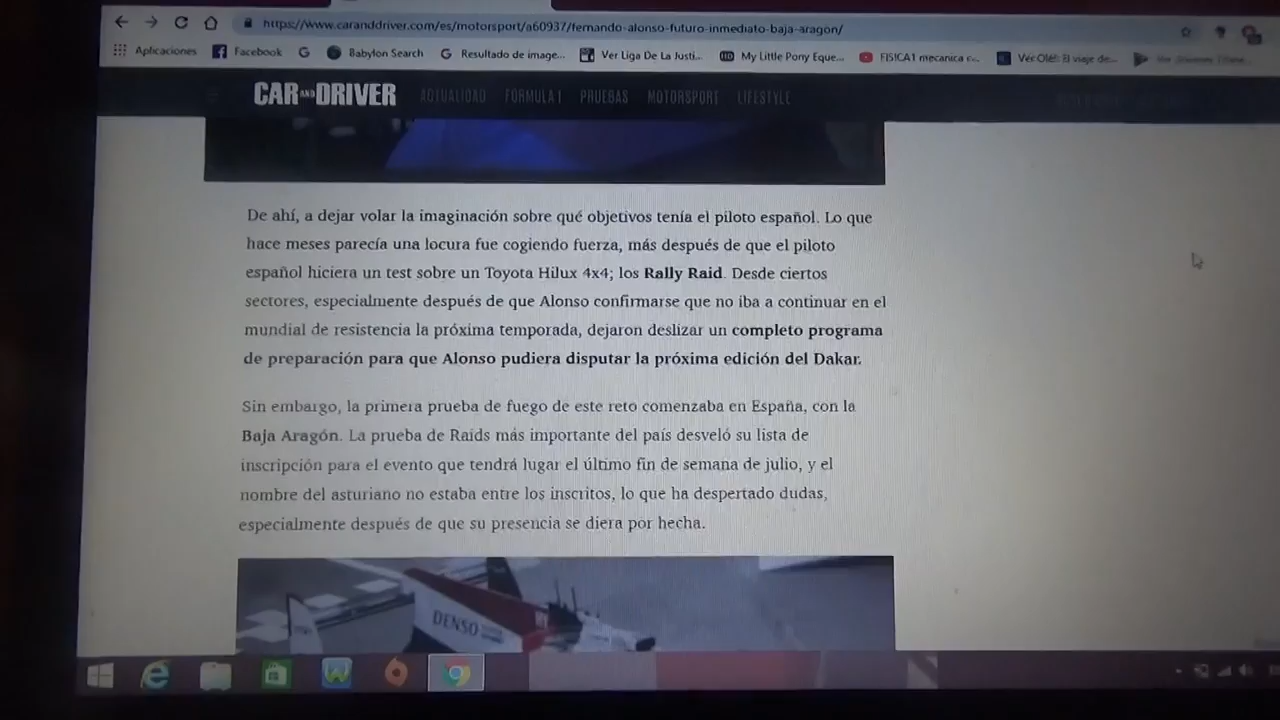 https://www.caranddriver.com/es/motorsport/a60937/fernando-alonso-futuro-inmediato-baja-aragon/
Aplicaciones Facebook Babylon Search Resultado de image... Ver Liga De La Justi... My Little Pony Eque... FISICA1 mecanica c... Ver Olé!: El viaje de...
CAR AND DRIVER ACTUALIDAD FÓRMULA 1 PRUEBAS MOTORSPORT LIFESTYLE
De ahí, a dejar volar la imaginación sobre qué objetivos tenía el piloto español. Lo que
hace meses parecía una locura fue cogiendo fuerza, más después de que el piloto
español hiciera un test sobre un Toyota Hilux 4x4; los Rally Raid. Desde ciertos
sectores, especialmente después de que Alonso confirmarse que no iba a continuar en el
mundial de resistencia la próxima temporada, dejaron deslizar un completo programa
de preparación para que Alonso pudiera disputar la próxima edición del Dakar.
Sin embargo, la primera prueba de fuego de este reto comenzaba en España, con la
Baja Aragón. La prueba de Raids más importante del país desveló su lista de
inscripción para el evento que tendrá lugar el último fin de semana de julio, y el
nombre del asturiano no estaba entre los inscritos, lo que ha despertado dudas,
especialmente después de que su presencia se diera por hecha.
DENSO